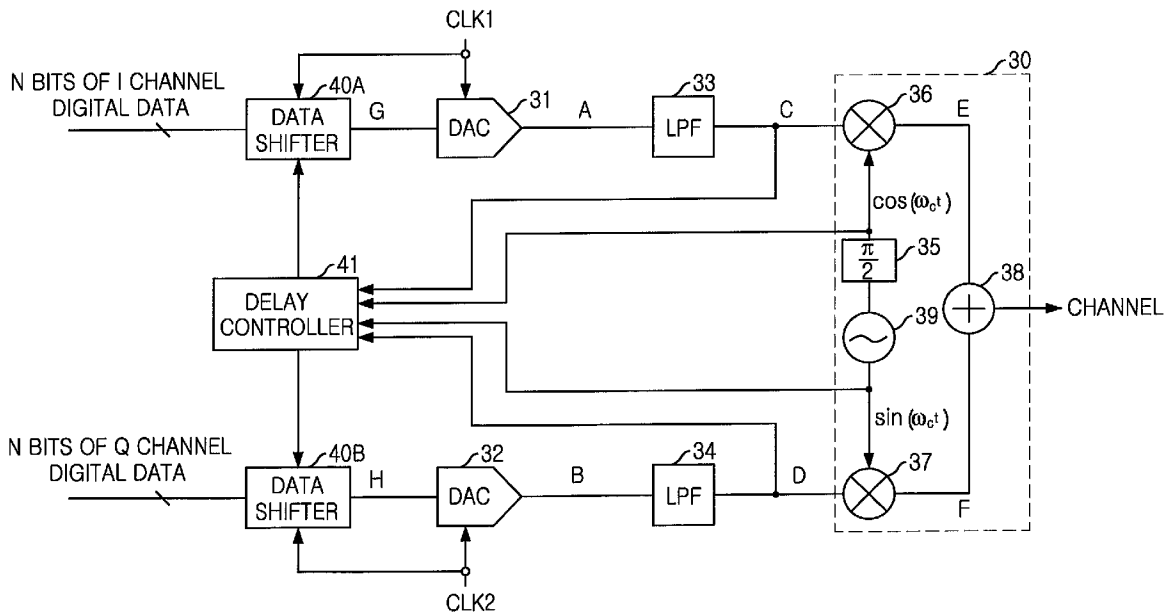 CLK1
N BITS OF I CHANNEL
DIGITAL DATA
40A
DATA
SHIFTER
G
31
DAC
A
33
LPF
C
30
36
E
cos(ωct)
35
π
2
41
DELAY
CONTROLLER
39
38
CHANNEL
sin(ωct)
N BITS OF Q CHANNEL
DIGITAL DATA
40B
DATA
SHIFTER
H
32
DAC
B
34
LPF
D
37
F
CLK2